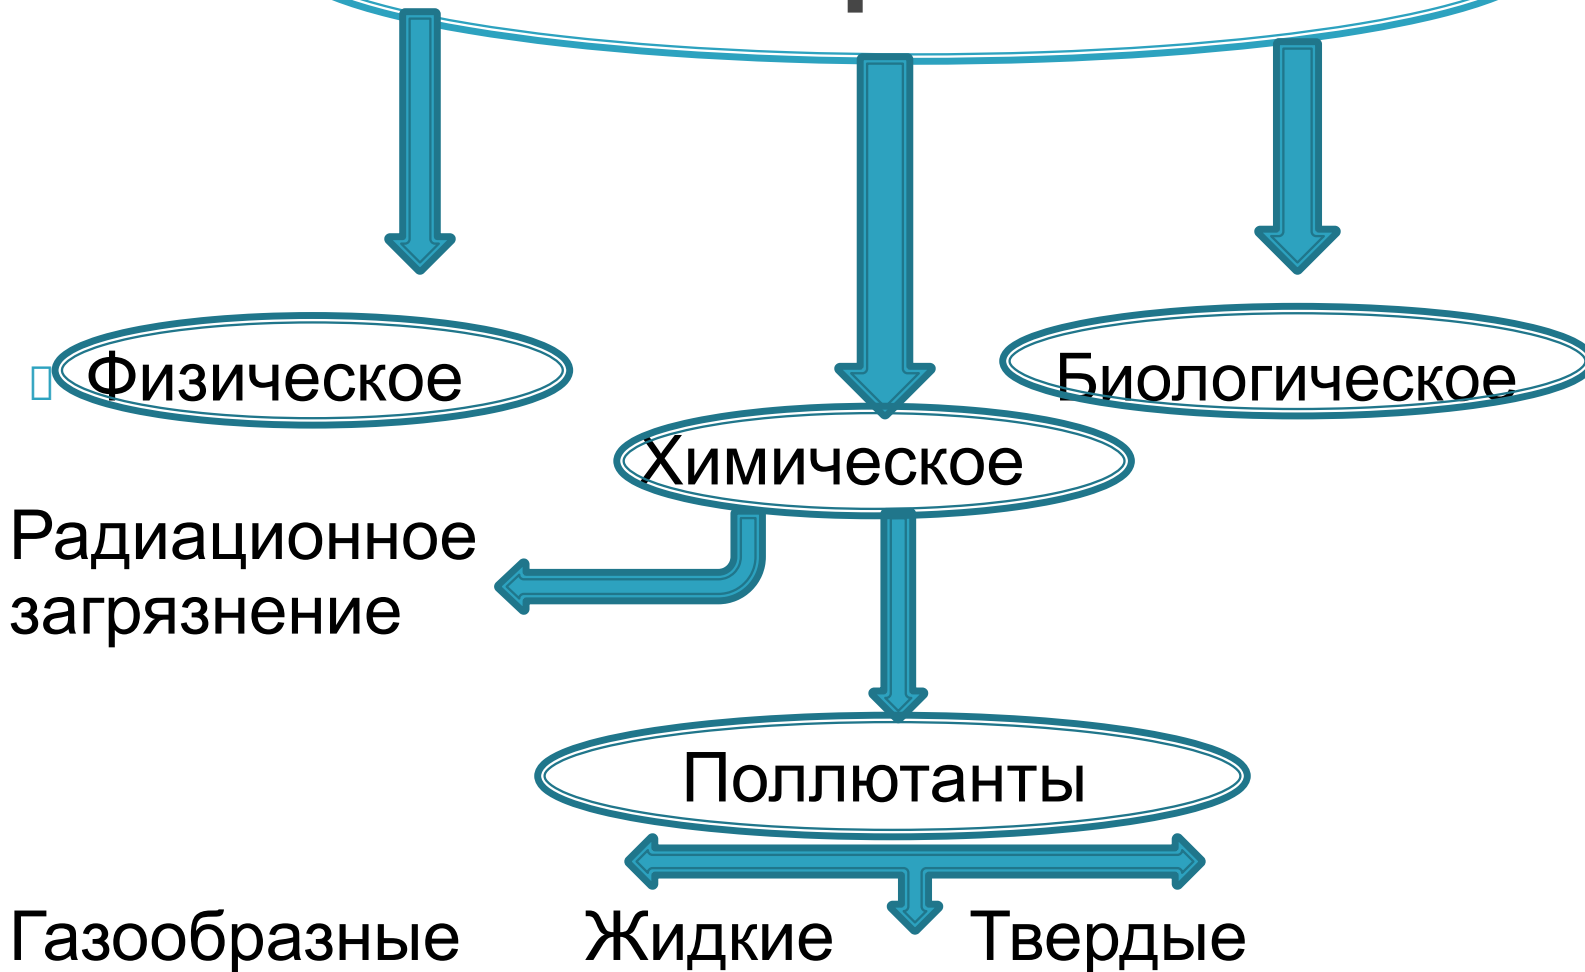 Физическое
Биологическое
Химическое
Радиационное
загрязнение
Поллютанты
Газообразные Жидкие Твердые